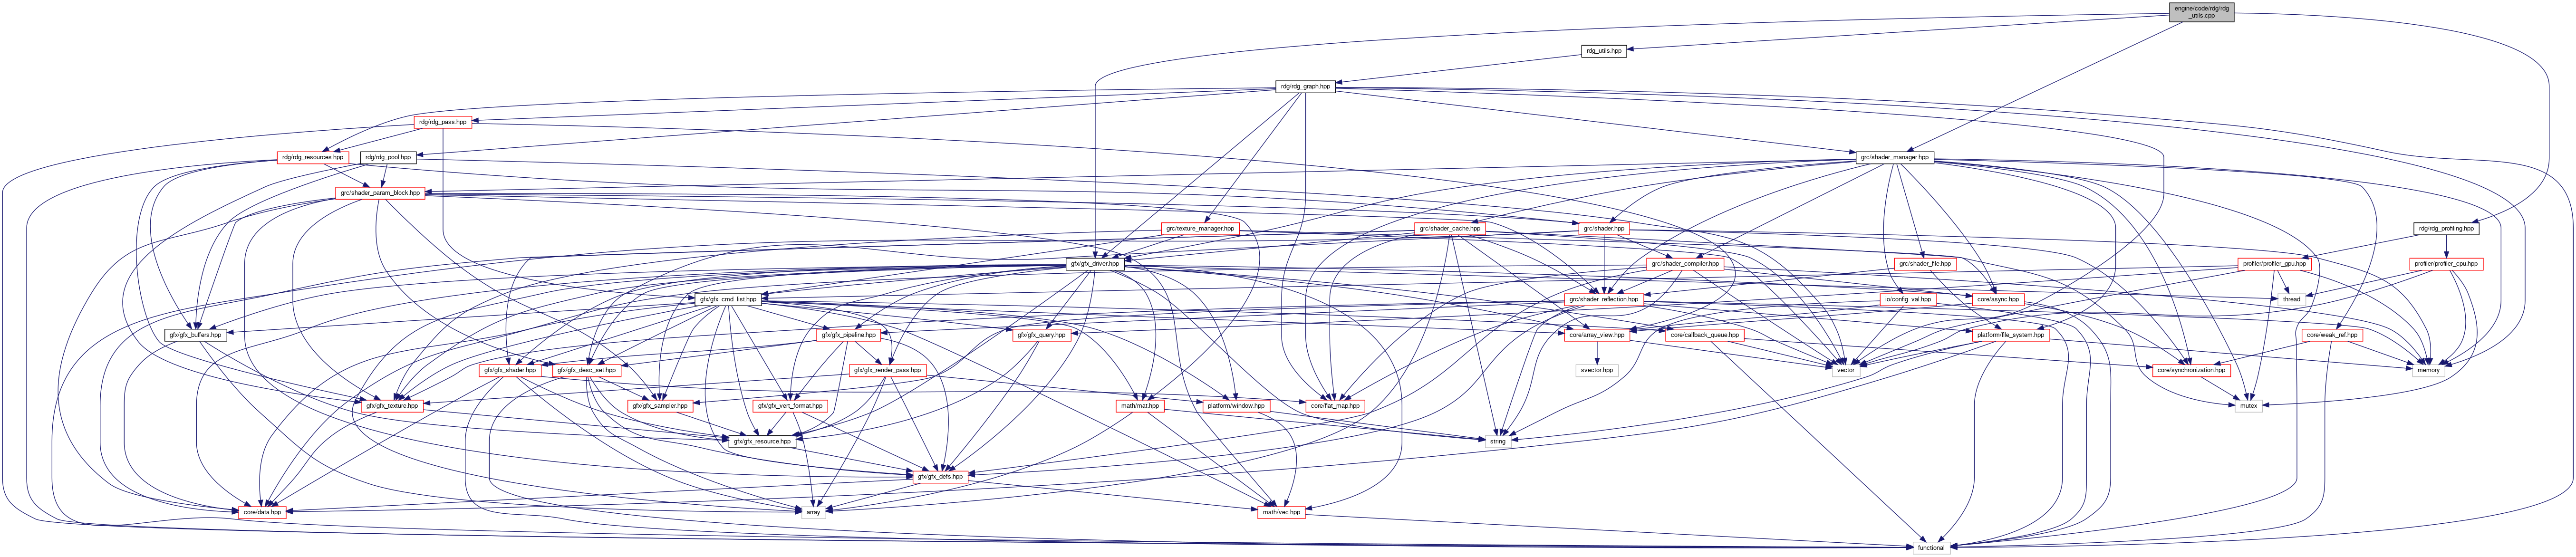 engine/code/rdg/rdg
_utils.cpp
rdg_utils.hpp
rdg/rdg_graph.hpp
rdg/rdg_pass.hpp
rdg/rdg_resources.hpp
rdg/rdg_pool.hpp
grc/shader_manager.hpp
grc/shader_param_block.hpp
grc/texture_manager.hpp
grc/shader_cache.hpp
grc/shader.hpp
rdg/rdg_profiling.hpp
gfx/gfx_driver.hpp
grc/shader_compiler.hpp
grc/shader_file.hpp
profiler/profiler_gpu.hpp
profiler/profiler_cpu.hpp
gfx/gfx_cmd_list.hpp
grc/shader_reflection.hpp
io/config_val.hpp
core/async.hpp
thread
gfx/gfx_buffers.hpp
gfx/gfx_pipeline.hpp
gfx/gfx_query.hpp
core/array_view.hpp
core/callback_queue.hpp
platform/file_system.hpp
core/weak_ref.hpp
gfx/gfx_shader.hpp
gfx/gfx_desc_set.hpp
gfx/gfx_render_pass.hpp
svector.hpp
vector
core/synchronization.hpp
memory
gfx/gfx_texture.hpp
gfx/gfx_sampler.hpp
gfx/gfx_vert_format.hpp
math/mat.hpp
platform/window.hpp
core/flat_map.hpp
mutex
gfx/gfx_resource.hpp
string
gfx/gfx_defs.hpp
core/data.hpp
array
math/vec.hpp
functional